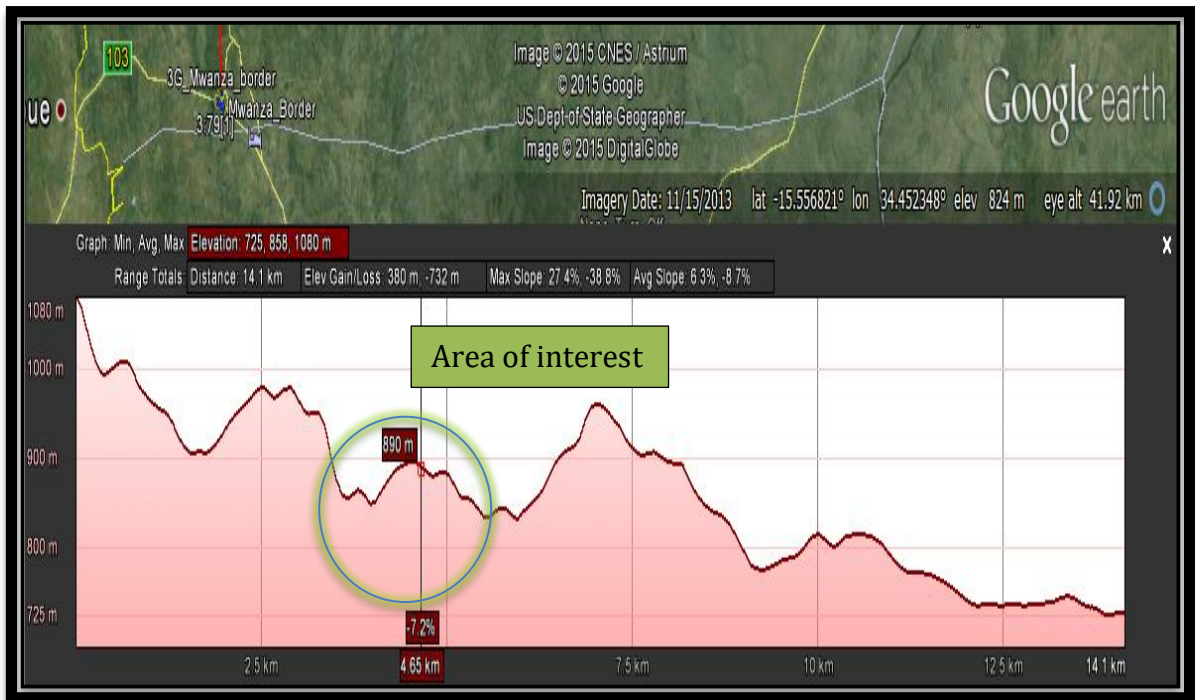 103
3G_Mwanza_border
Mwanza_Border
3.79[1]
ue
Image © 2015 CNES / Astrium
© 2015 Google
US Dept of State Geographer
Image © 2015 DigitalGlobe
Google earth
Imagery Date: 11/15/2013 lat -15.556821° lon 34.452348° elev 824 m eye alt 41.92 km
Graph: Min, Avg, Max Elevation: 725, 858, 1080 m
x
Range Totals: Distance: 14.1 km Elev Gain/Loss: 380 m, -732 m Max Slope: 27.4%, -38.8% Avg Slope: 6.3%, -8.7%
1080 m
1000 m
900 m
800 m
725 m
Area of interest
890 m
-7.2%
2.5 km
4.65 km
7.5 km
10 km
12.5 km
14.1 km